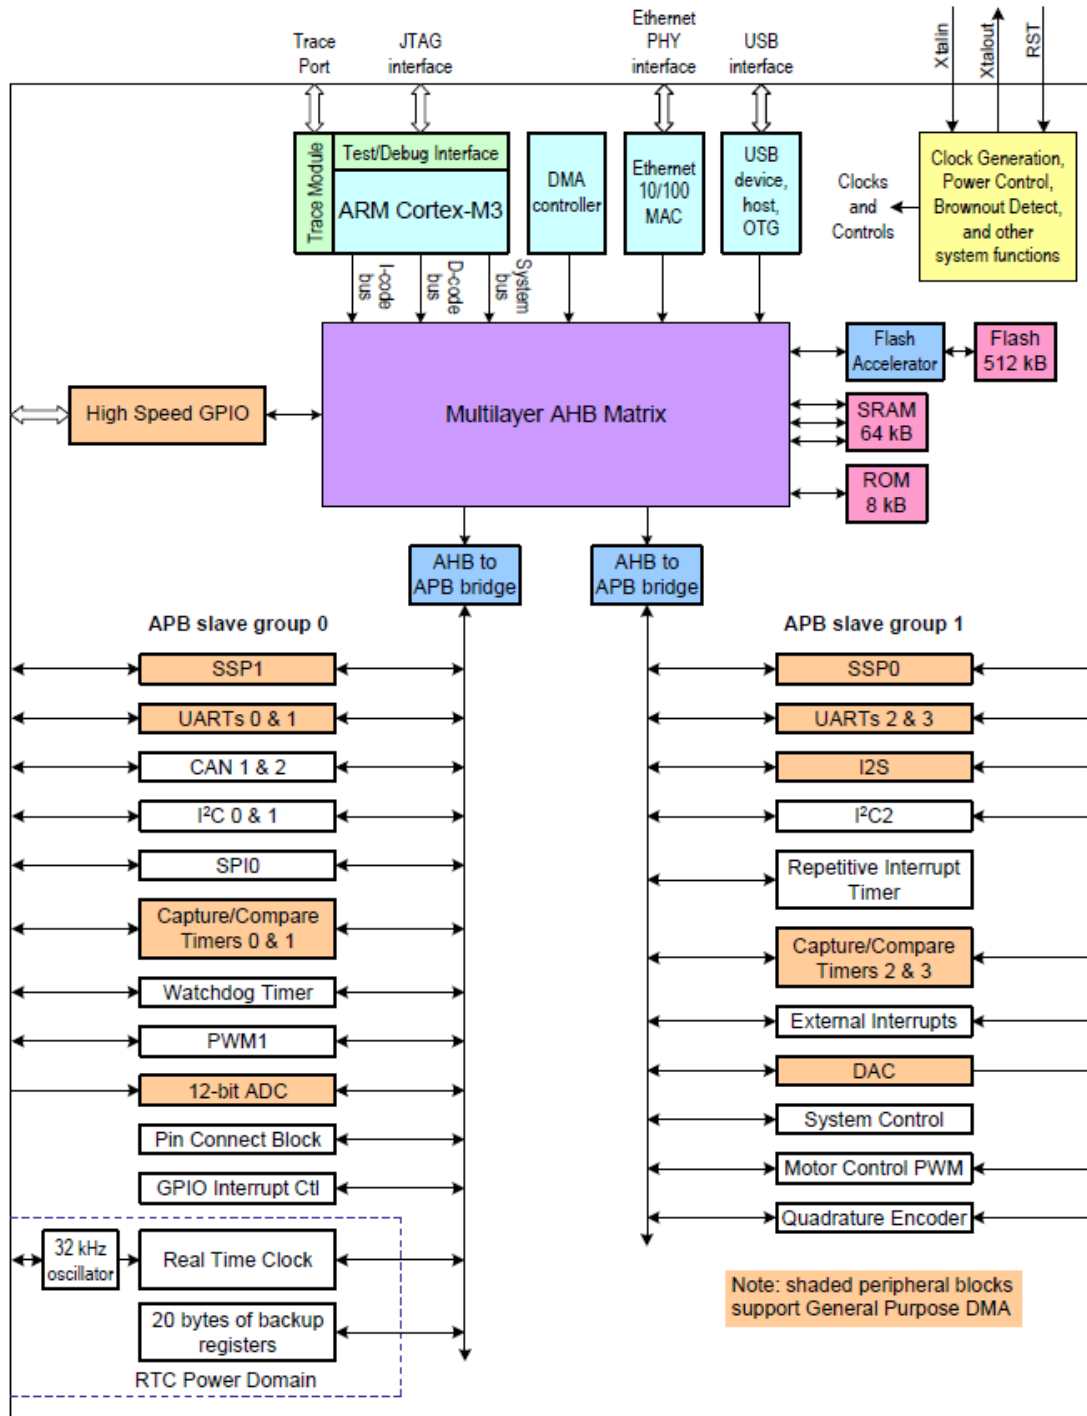 Trace
Port
JTAG
interface
Ethernet
PHY
interface
USB
interface
Xtalin
Xtalout
RST
Trace Module
Test/Debug Interface
ARM Cortex-M3
DMA
controller
Ethernet
10/100
MAC
USB
device,
host,
OTG
Clocks
and
Controls
Clock Generation,
Power Control,
Brownout Detect,
and other
system functions
I-code
bus
D-code
bus
System
bus
High Speed GPIO
Multilayer AHB Matrix
Flash
Accelerator
Flash
512 kB
SRAM
64 kB
ROM
8 kB
AHB to
APB bridge
AHB to
APB bridge
APB slave group 0
SSP1
UARTs 0 & 1
CAN 1 & 2
I²C 0 & 1
SPI0
Capture/Compare
Timers 0 & 1
Watchdog Timer
PWM1
12-bit ADC
Pin Connect Block
GPIO Interrupt Ctl
32 kHz
oscillator
Real Time Clock
20 bytes of backup
registers
RTC Power Domain
APB slave group 1
SSP0
UARTs 2 & 3
I2S
I²C2
Repetitive Interrupt
Timer
Capture/Compare
Timers 2 & 3
External Interrupts
DAC
System Control
Motor Control PWM
Quadrature Encoder
Note: shaded peripheral blocks
support General Purpose DMA